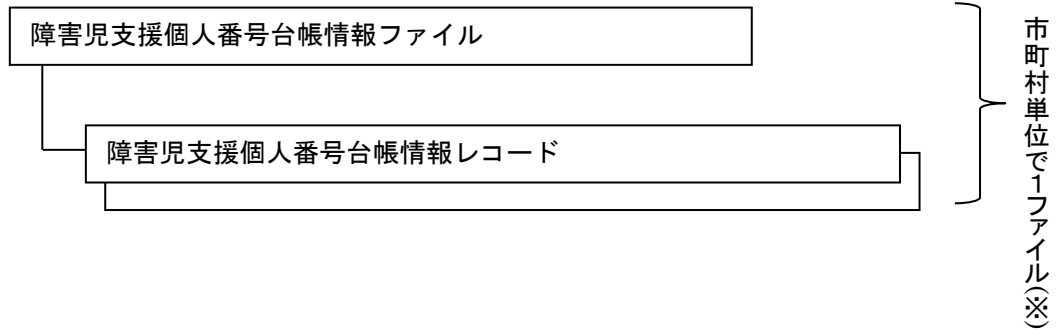 障害児支援個人番号台帳情報ファイル
障害児支援個人番号台帳情報レコード
市町村単位で1ファイル(※)